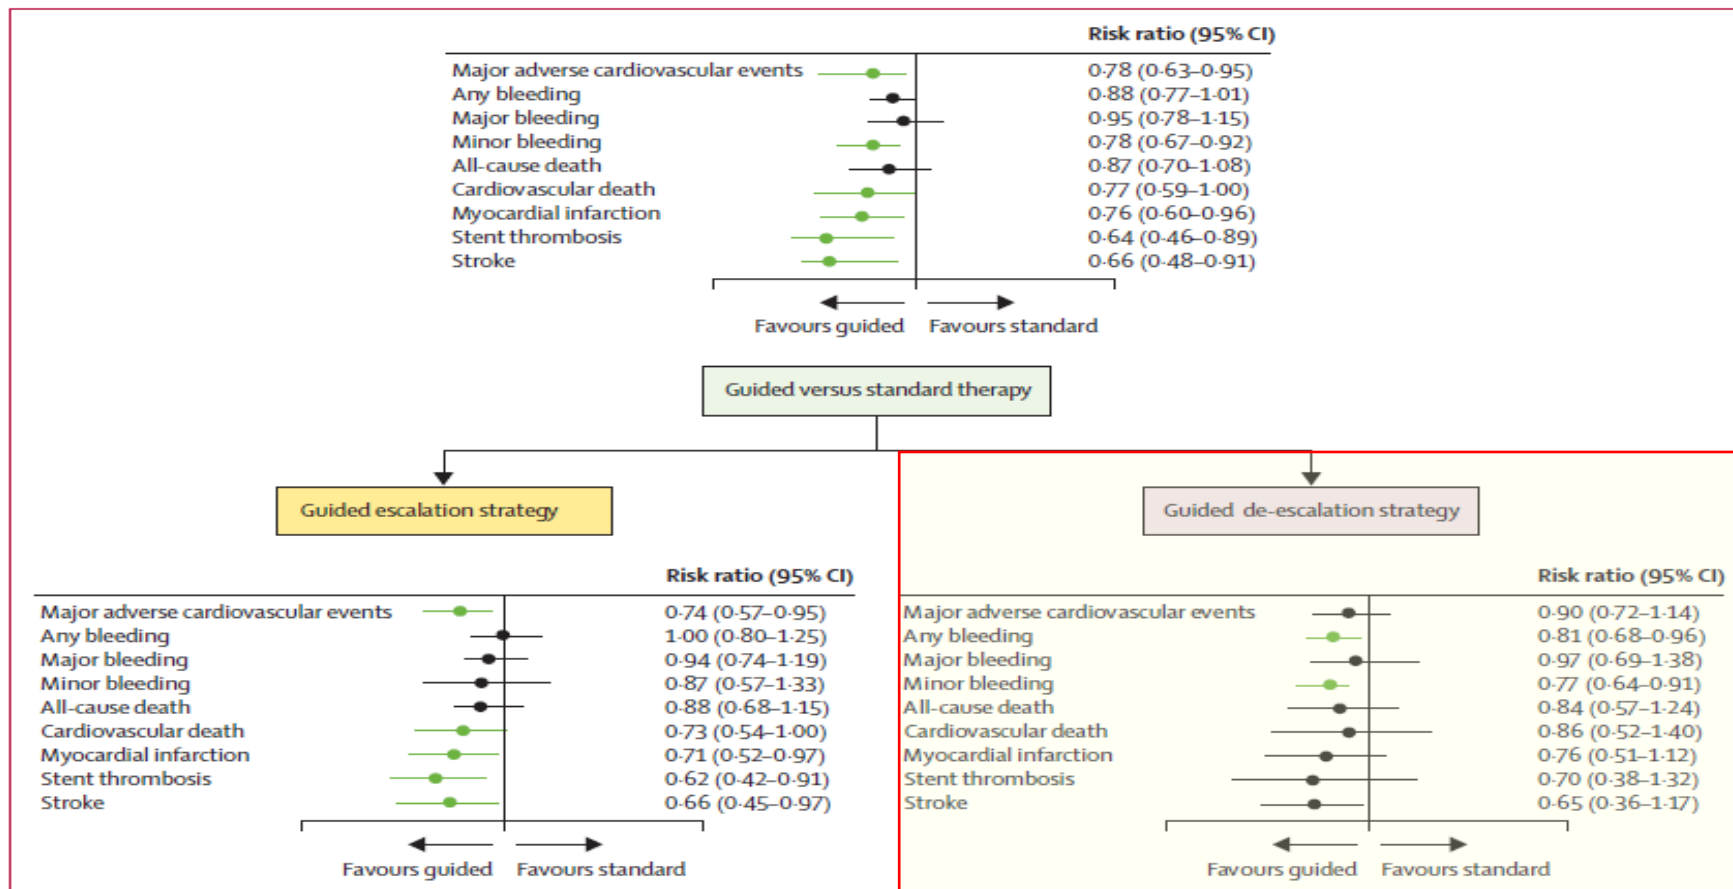 Risk ratio (95% CI)
Major adverse cardiovascular events 0·78 (0·63–0·95)
Any bleeding 0·88 (0·77–1·01)
Major bleeding 0·95 (0·78–1·15)
Minor bleeding 0·78 (0·67–0·92)
All-cause death 0·87 (0·70–1·08)
Cardiovascular death 0·77 (0·59–1·00)
Myocardial infarction 0·76 (0·60–0·96)
Stent thrombosis 0·64 (0·46–0·89)
Stroke 0·66 (0·48–0·91)
Favours guided Favours standard
Guided versus standard therapy
Guided escalation strategy
Risk ratio (95% CI)
Major adverse cardiovascular events 0·74 (0·57–0·95)
Any bleeding 1·00 (0·80–1·25)
Major bleeding 0·94 (0·74–1·19)
Minor bleeding 0·87 (0·57–1·33)
All-cause death 0·88 (0·68–1·15)
Cardiovascular death 0·73 (0·54–1·00)
Myocardial infarction 0·71 (0·52–0·97)
Stent thrombosis 0·62 (0·42–0·91)
Stroke 0·66 (0·45–0·97)
Favours guided Favours standard
Guided de-escalation strategy
Risk ratio (95% CI)
Major adverse cardiovascular events 0·90 (0·72–1·14)
Any bleeding 0·81 (0·68–0·96)
Major bleeding 0·97 (0·69–1·38)
Minor bleeding 0·77 (0·64–0·91)
All-cause death 0·84 (0·57–1·24)
Cardiovascular death 0·86 (0·52–1·40)
Myocardial infarction 0·76 (0·51–1·12)
Stent thrombosis 0·70 (0·38–1·32)
Stroke 0·65 (0·36–1·17)
Favours guided Favours standard